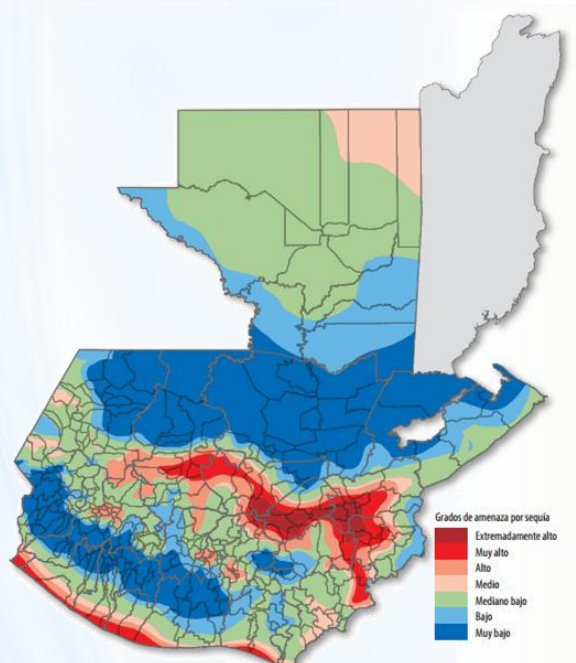 Grados de amenaza por sequía
Extremadamente alto
Muy alto
Alto
Medio
Mediano bajo
Bajo
Muy bajo